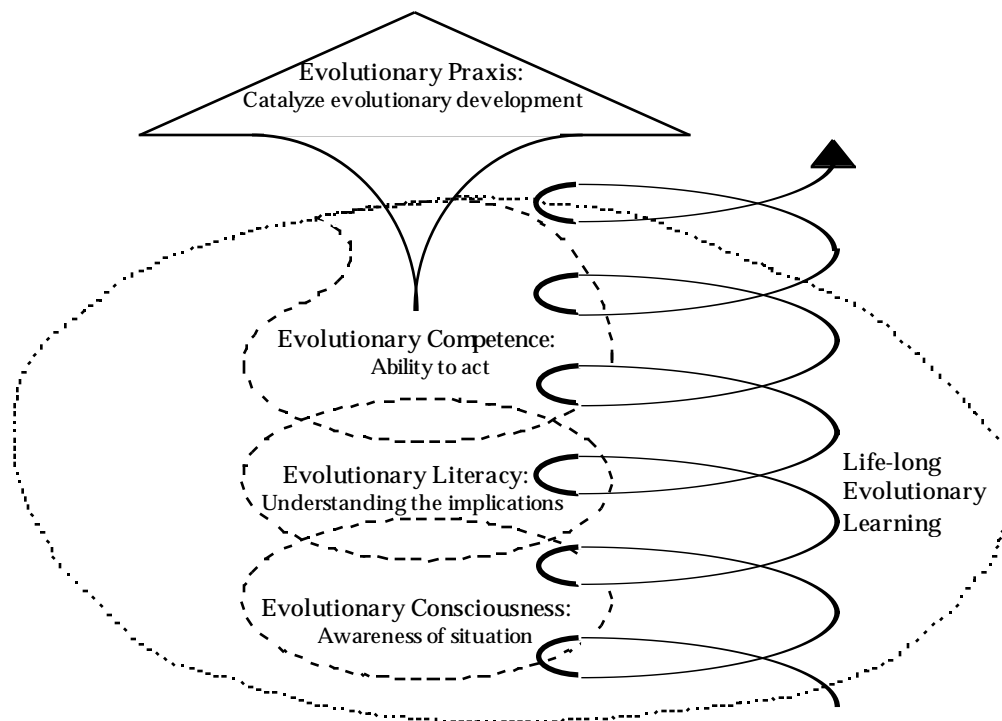 Evolutionary Praxis:
Catalyze evolutionary development
Evolutionary Competence:
Ability to act
Evolutionary Literacy:
Understanding the implications
Evolutionary Consciousness:
Awareness of situation
Life-long
Evolutionary
Learning